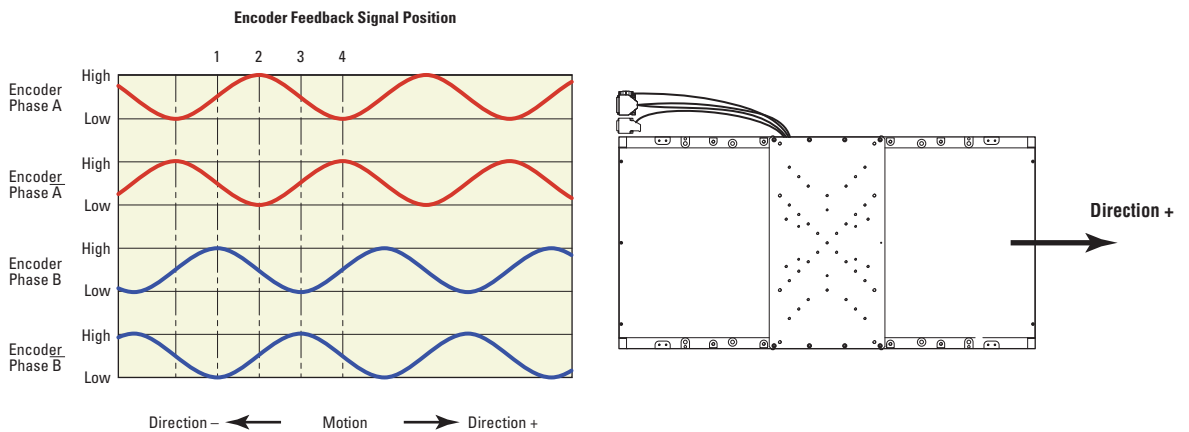 Encoder Feedback Signal Position
1 2 3 4
Encoder
Phase A
High
Low
Encoder
Phase A̅
High
Low
Encoder
Phase B
High
Low
Encoder
Phase B̅
High
Low
Direction – Motion Direction +
Direction +